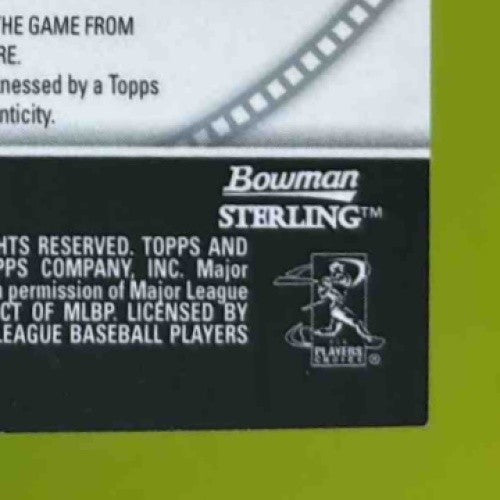 THE GAME FROM
RE.
nessed by a Topps
nticity.
Bowman
STERLING™
HTS RESERVED. TOPPS AND
PPS COMPANY, INC. Major
permission of Major League
CT OF MLBP. LICENSED BY
LEAGUE BASEBALL PLAYERS
PLAYERS
CHOICE ®